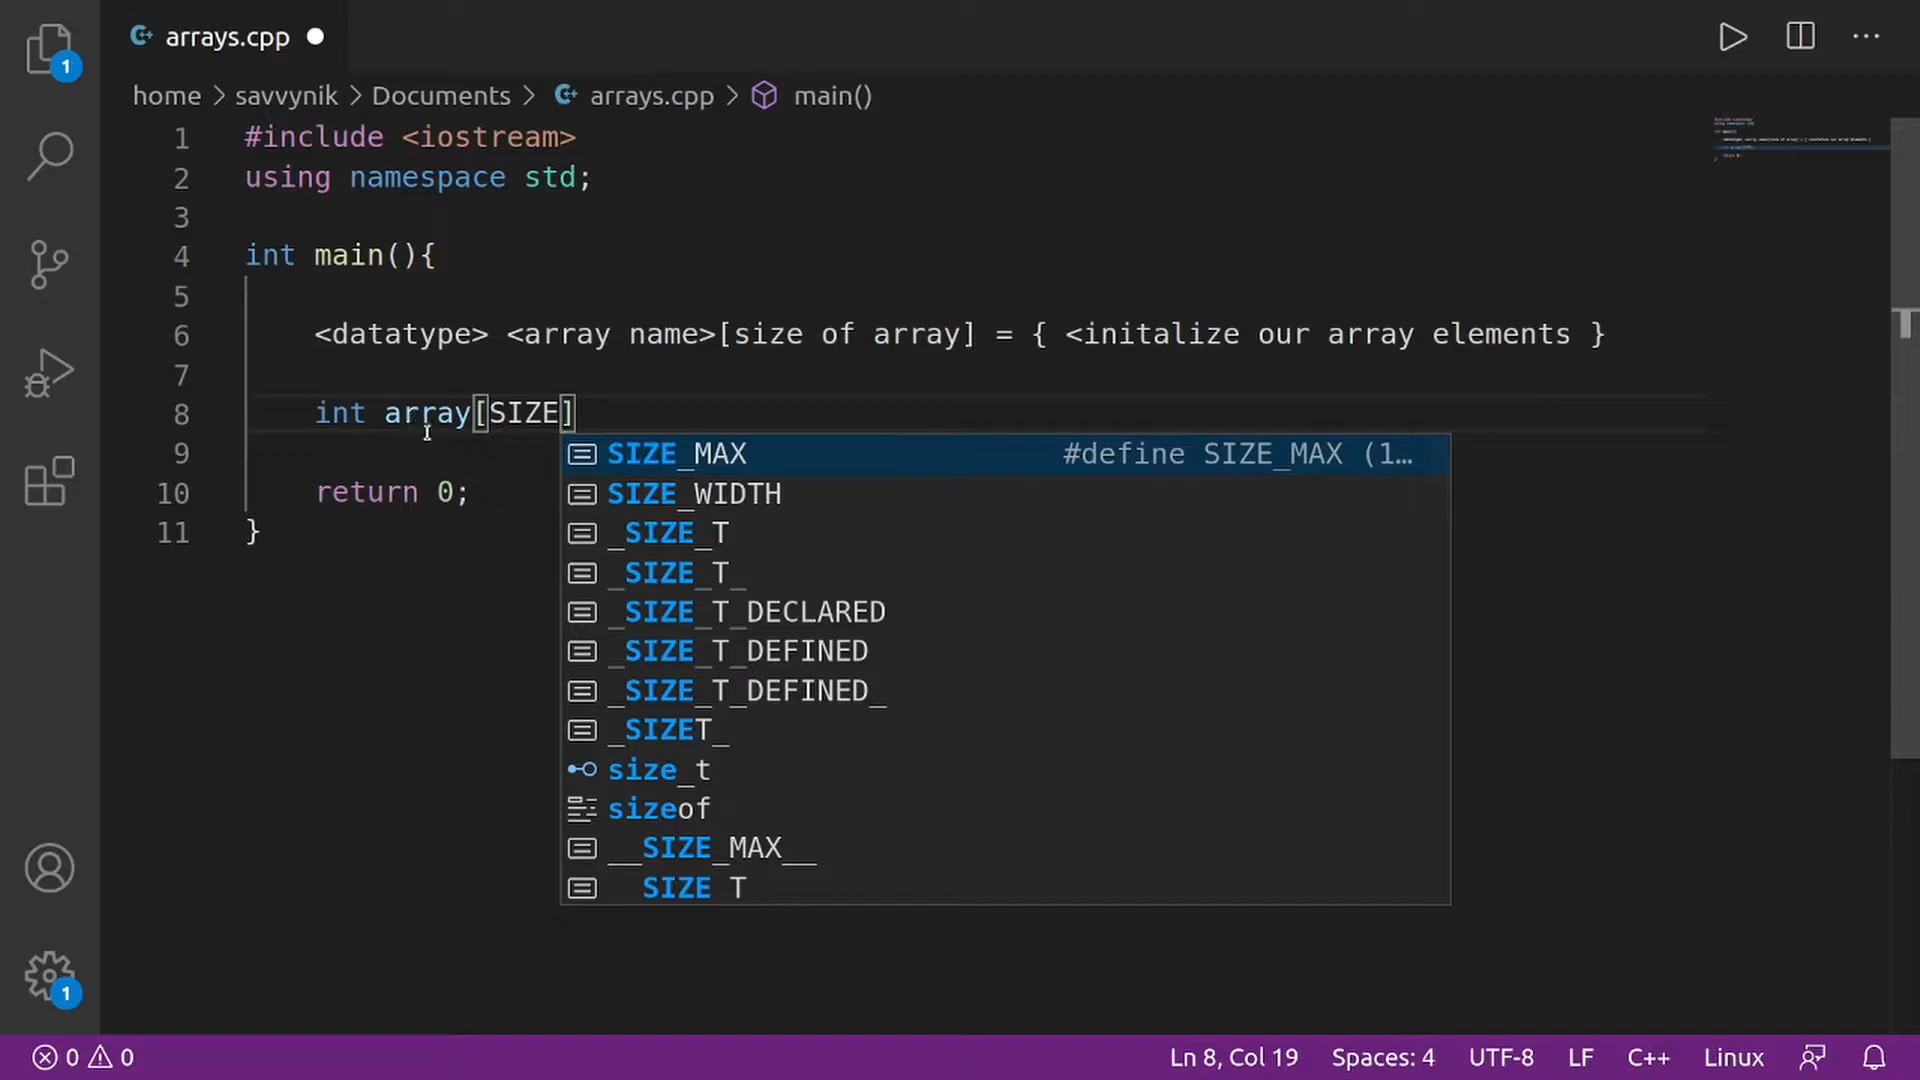 arrays.cpp
1
home > savvynik > Documents > arrays.cpp > main()
1 #include <iostream>
2 using namespace std;
3
4 int main(){
5
6 <datatype> <array name>[size of array] = { <initalize our array elements }
7
8 int array[SIZE]
9
10 return 0;
11 }
SIZE_MAX #define SIZE_MAX (1…
SIZE_WIDTH
_SIZE_T
_SIZE_T_
_SIZE_T_DECLARED
_SIZE_T_DEFINED
_SIZE_T_DEFINED_
_SIZET_
size_t
sizeof
__SIZE_MAX__
__SIZE_T
1
0 0 Ln 8, Col 19 Spaces: 4 UTF-8 LF C++ Linux